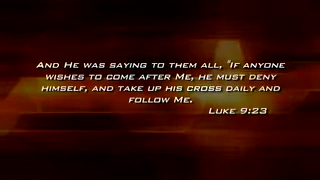 And He was saying to them all, "If anyone
wishes to come after Me, he must deny
himself, and take up his cross daily and
follow Me.
Luke 9:23